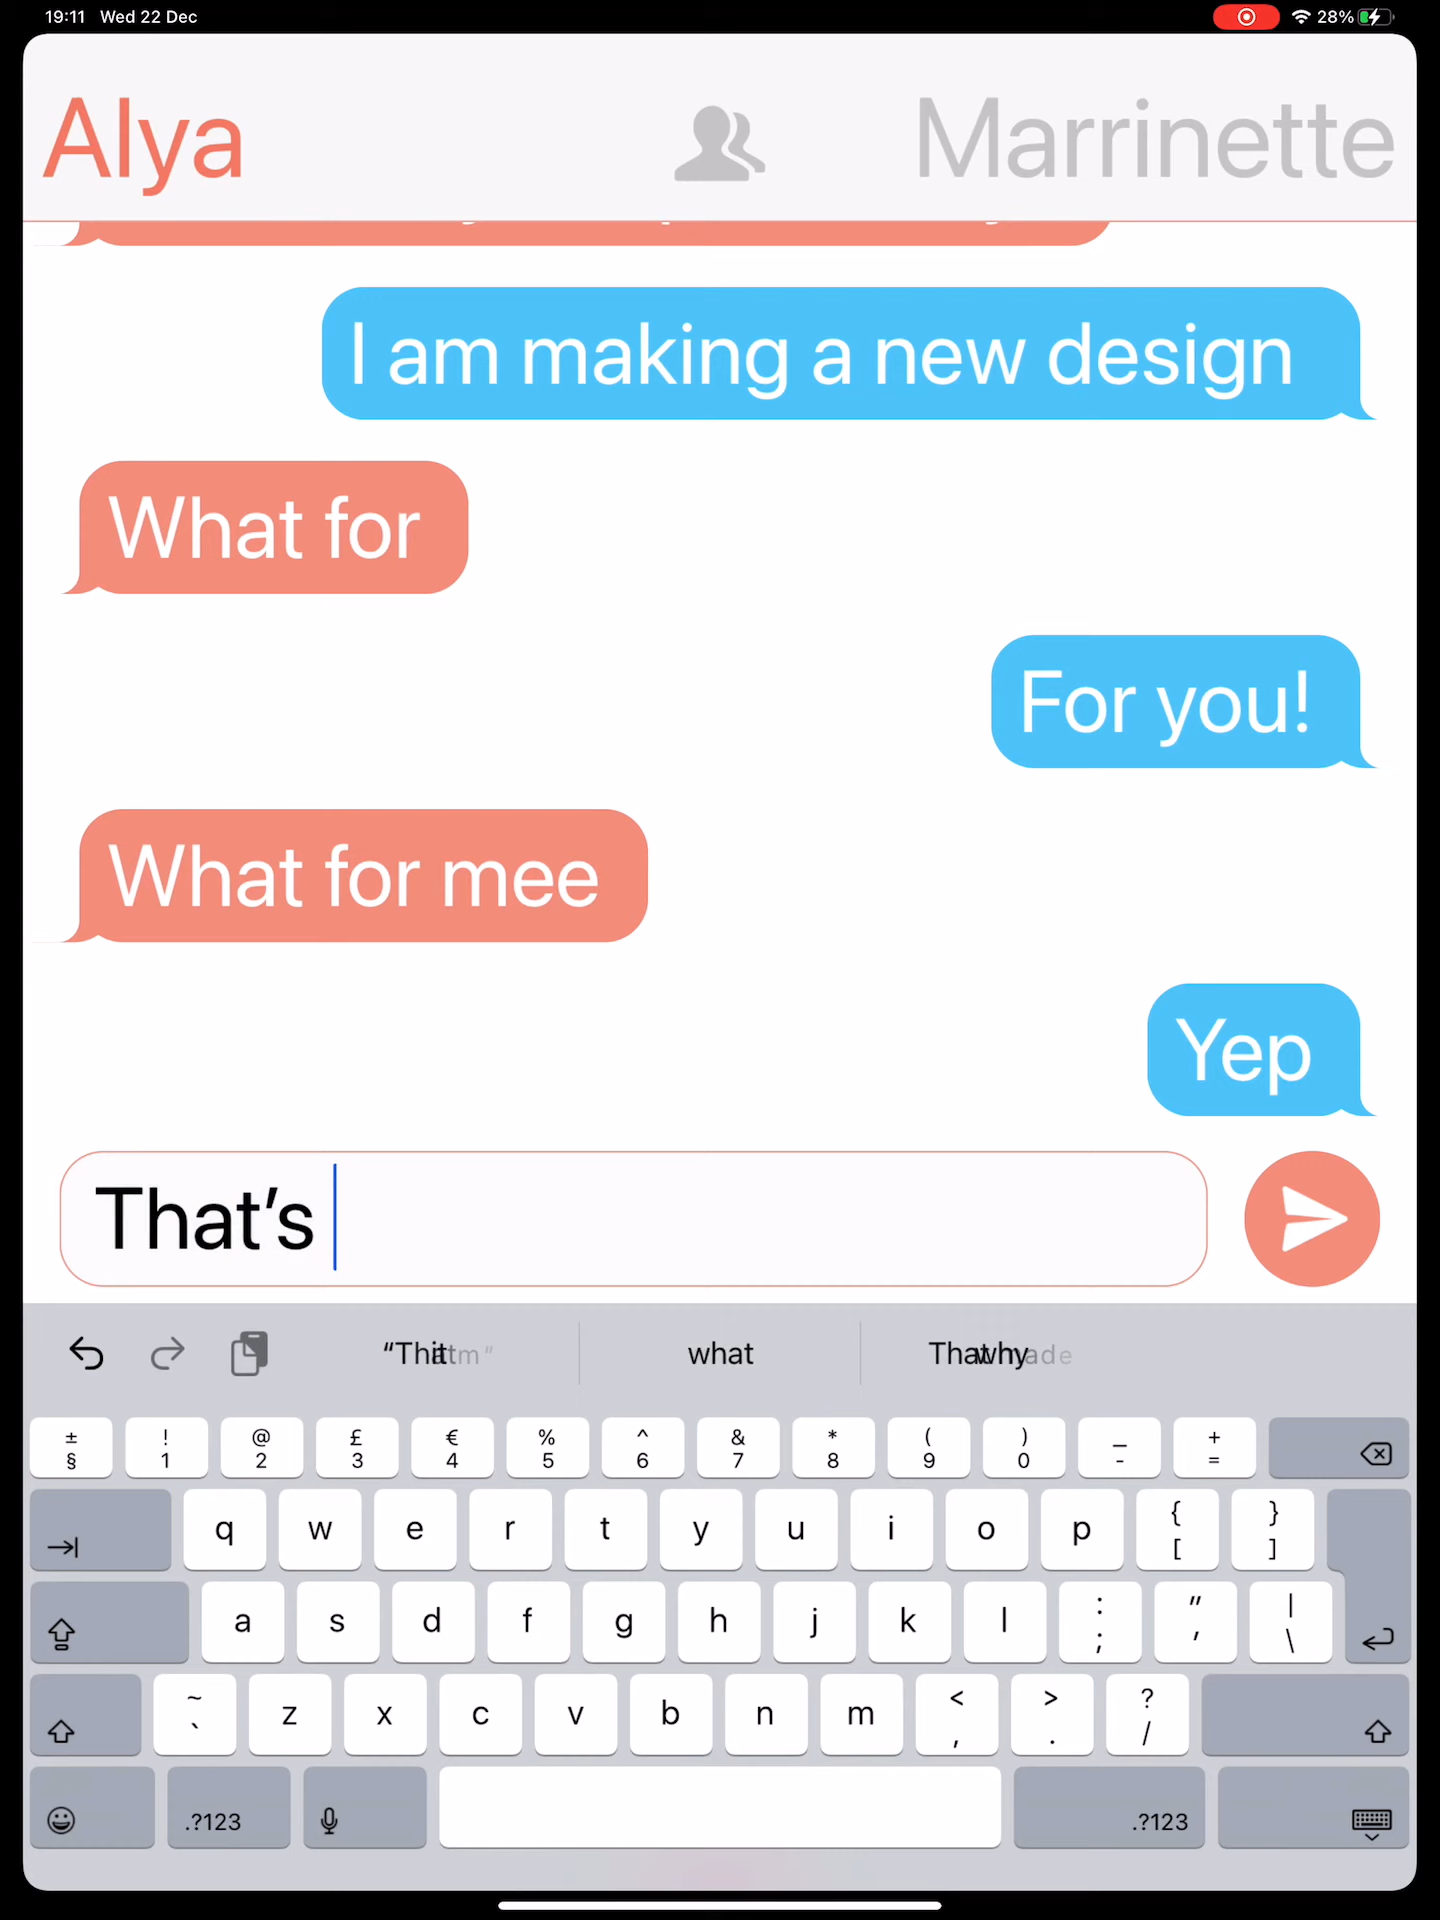 19:11 Wed 22 Dec 28%
Alya Marrinette
I am making a new design
What for
For you!
What for mee
Yep
That’s
what
± ! @ £ € % ^ & * ( ) _ +
§ 1 2 3 4 5 6 7 8 9 0 - =
q w e r t y u i o p { }
[ ]
a s d f g h j k l : " |
; ' \
~ z x c v b n m < > ?
` , . /
.?123 .?123